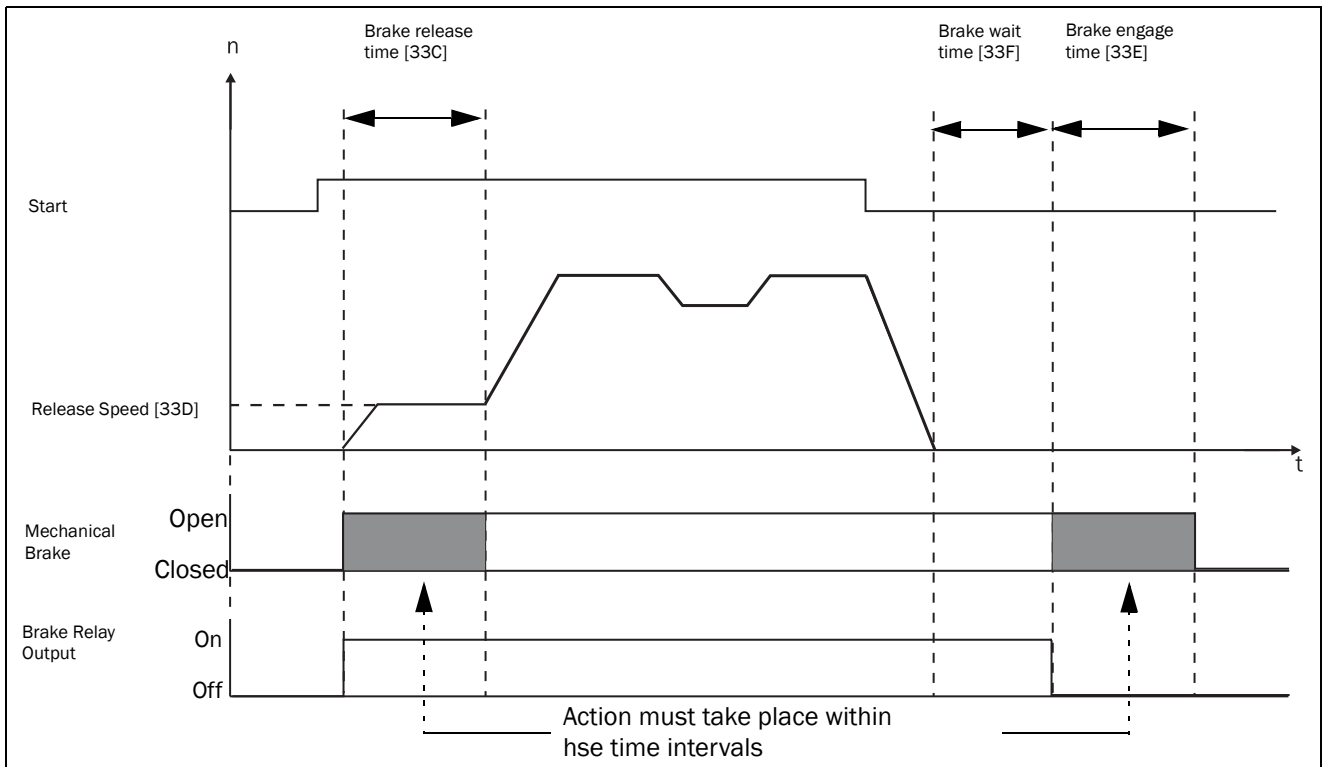 Brake release
time [33C]
Brake wait
time [33F]
Brake engage
time [33E]
n
Start
Release Speed [33D]
t
Mechanical
Brake
Open
Closed
Brake Relay
Output
On
Off
Action must take place within
hse time intervals